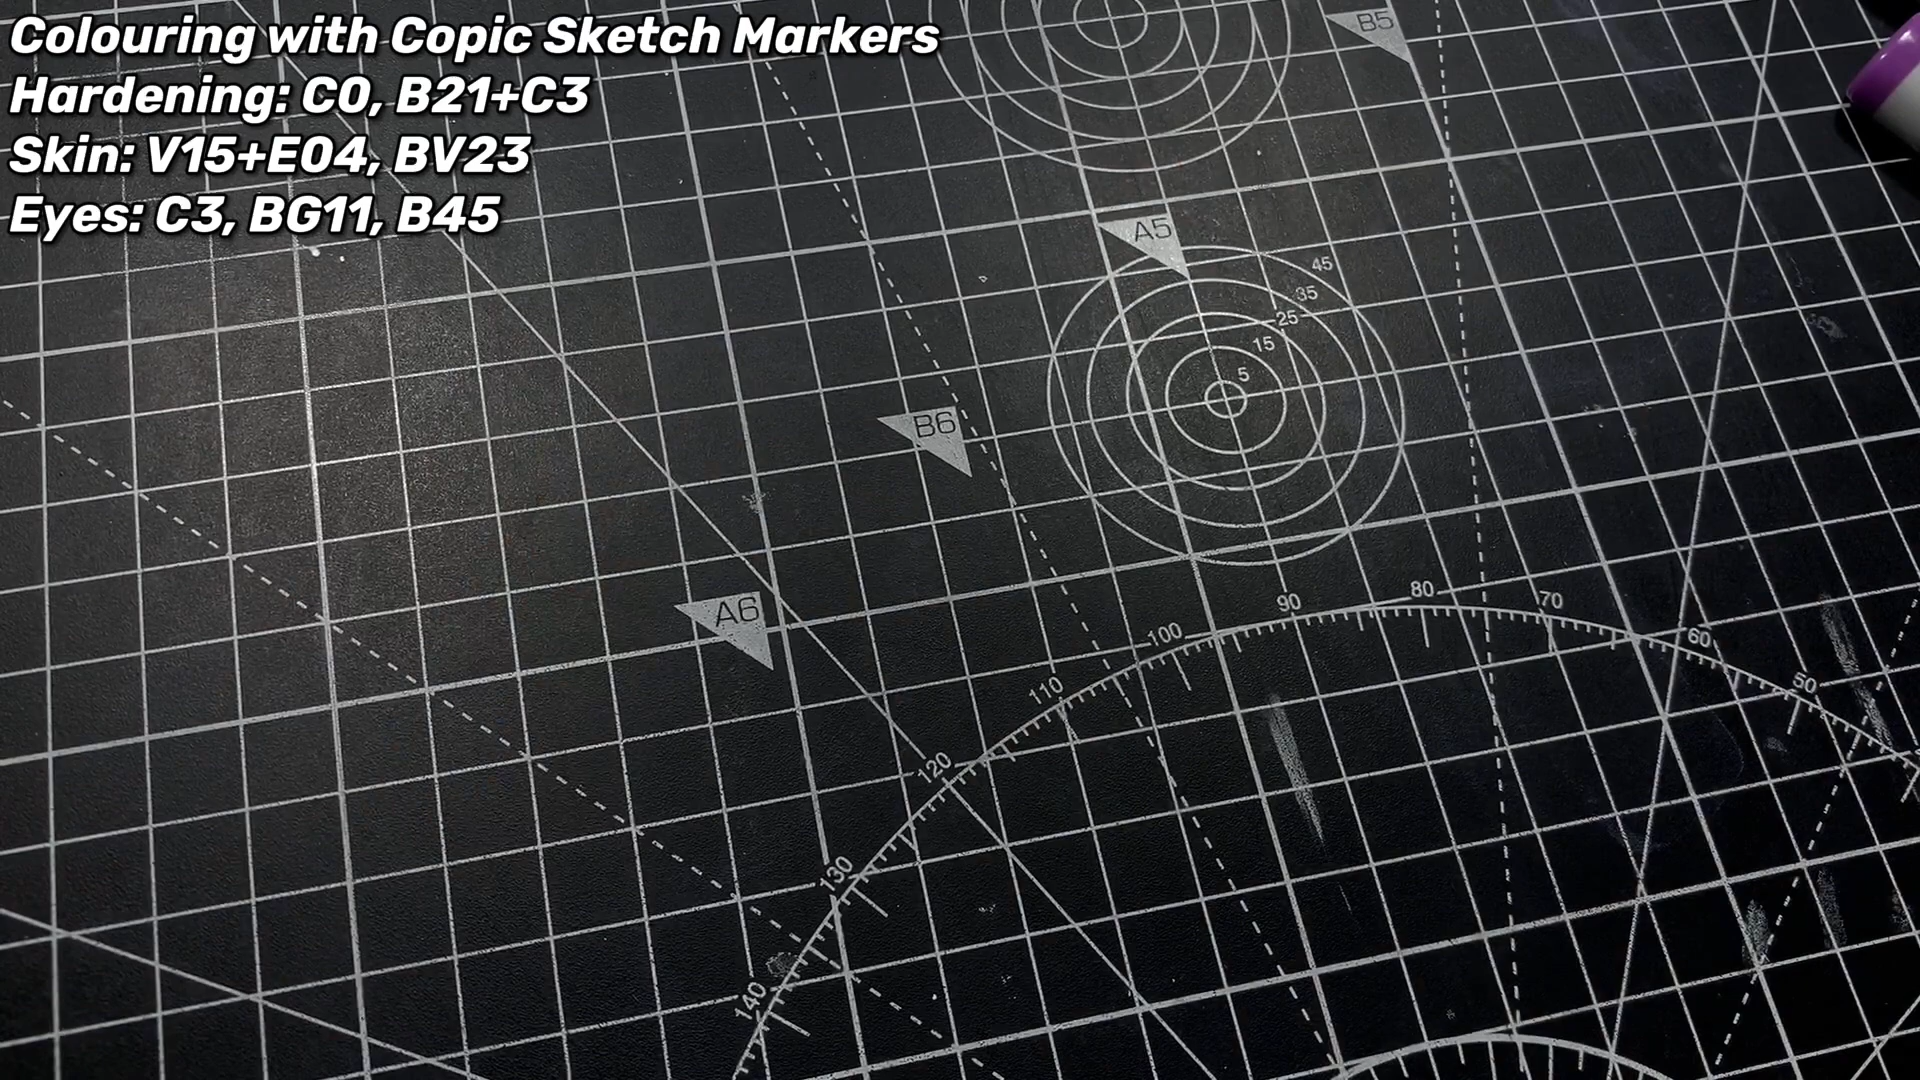 Colouring with Copic Sketch Markers
Hardening: C0, B21+C3
Skin: V15+E04, BV23
Eyes: C3, BG11, B45
B5
A5
45
35
25
15
5
B6
A6
90
80
70
100
60
110
50
120
130
140